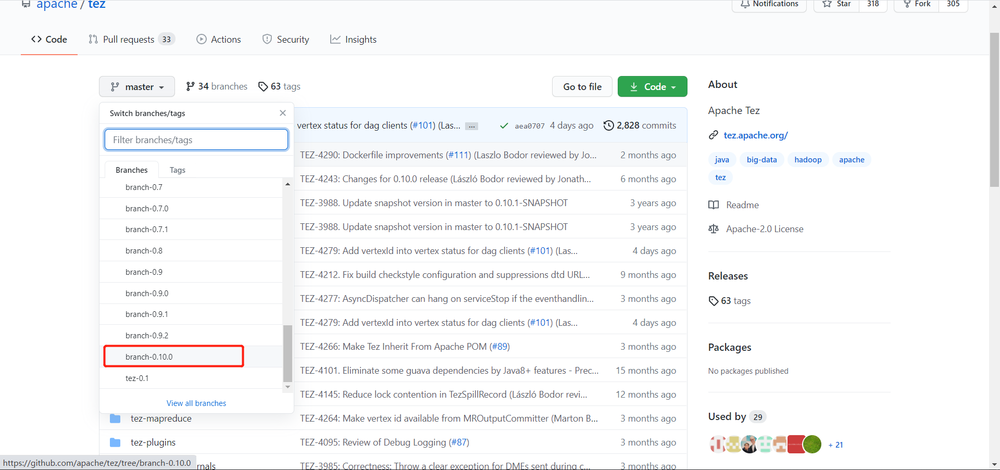 apache / tez
Notifications Star 318 Fork 305
Code Pull requests 33 Actions Security Insights
master 34 branches 63 tags Go to file Code
Switch branches/tags
Filter branches/tags
Branches Tags
branch-0.7
branch-0.7.0
branch-0.7.1
branch-0.8
branch-0.9
branch-0.9.0
branch-0.9.1
branch-0.9.2
branch-0.10.0
tez-0.1
View all branches
vertex status for dag clients (#101) (Las... ... aea0707 4 days ago 2,828 commits
TEZ-4290: Dockerfile improvements (#111) (Laszlo Bodor reviewed by Jo... 2 months ago
TEZ-4243: Changes for 0.10.0 release (László Bodor reviewed by Jonath... 6 months ago
TEZ-3988. Update snapshot version in master to 0.10.1-SNAPSHOT 3 years ago
TEZ-3988. Update snapshot version in master to 0.10.1-SNAPSHOT 3 years ago
TEZ-4279: Add vertexId into vertex status for dag clients (#101) (Las... 4 days ago
TEZ-4212. Fix build checkstyle configuration and suppressions dtd URL... 9 months ago
TEZ-4277: AsyncDispatcher can hang on serviceStop if the eventhandlin... 3 months ago
TEZ-4279: Add vertexId into vertex status for dag clients (#101) (Las... 4 days ago
TEZ-4266: Make Tez Inherit From Apache POM (#89) 3 months ago
TEZ-4101. Eliminate some guava dependencies by Java8+ features - Prec... 15 months ago
TEZ-4145: Reduce lock contention in TezSpillRecord (László Bodor revi... 12 months ago
tez-mapreduce TEZ-4264: Make vertex id available from MROutputCommitter (Marton B... 3 months ago
tez-plugins TEZ-4095: Review of Debug Logging (#87) 3 months ago
rnals TEZ-3985: Correctness: Throw a clear exception for DMEs sent during c... 3 months ago
About
Apache Tez
tez.apache.org/
java big-data hadoop apache
tez
Readme
Apache-2.0 License
Releases
63 tags
Packages
No packages published
Used by 29
+ 21
https://github.com/apache/tez/tree/branch-0.10.0